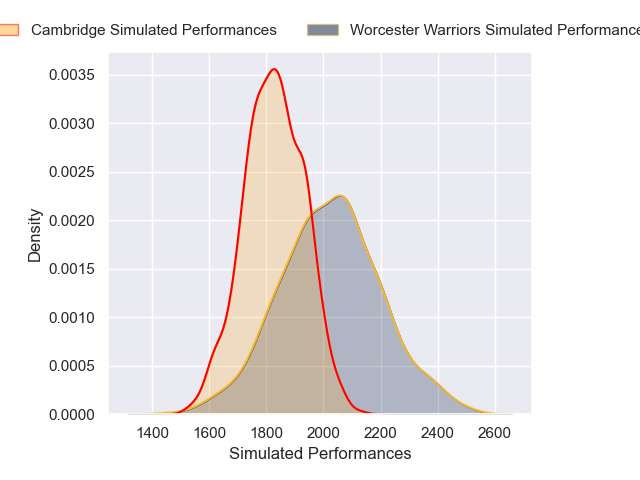 Cambridge Simulated Performances
Worcester Warriors Simulated Performance
0.0035
0.0030
0.0025
0.0020
0.0015
0.0010
0.0005
0.0000
Density
1400 1600 1800 2000 2200 2400 2600
Simulated Performances